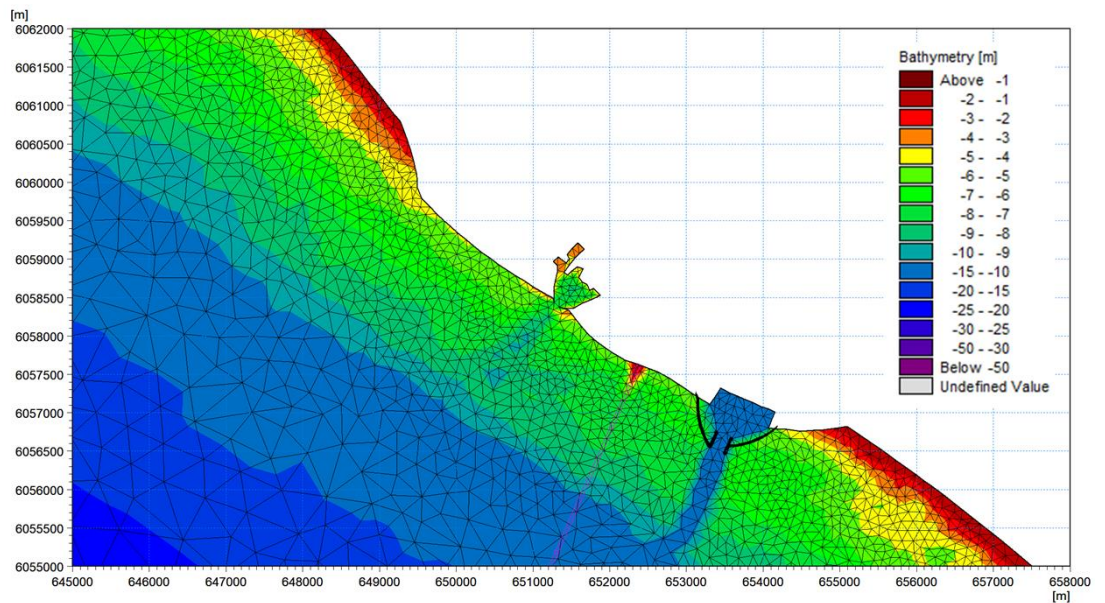 [m]
6062000
6061500
6061000
6060500
6060000
6059500
6059000
6058500
6058000
6057500
6057000
6056500
6056000
6055500
6055000
Bathymetry [m]
Above -1
-2 - -1
-3 - -2
-4 - -3
-5 - -4
-6 - -5
-7 - -6
-8 - -7
-9 - -8
-10 - -9
-15 - -10
-20 - -15
-25 - -20
-30 - -25
-50 - -30
Below -50
Undefined Value
645000 646000 647000 648000 649000 650000 651000 652000 653000 654000 655000 656000 657000 658000
[m]